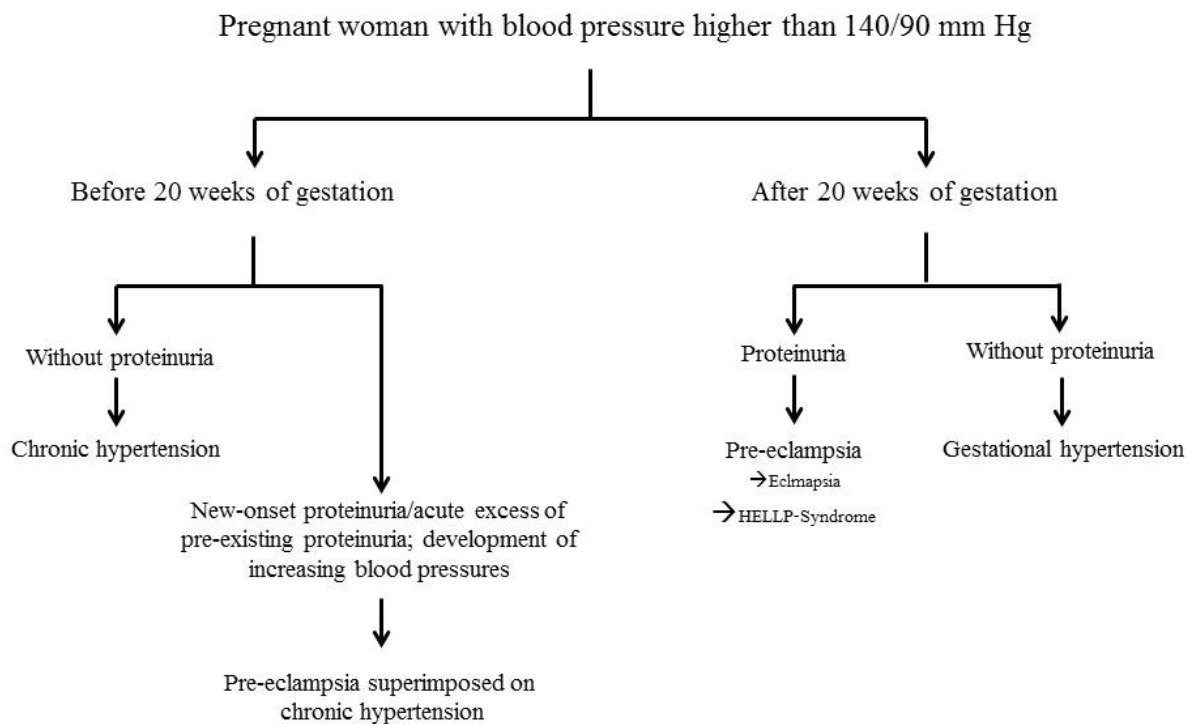 Pregnant woman with blood pressure higher than 140/90 mm Hg
Before 20 weeks of gestation
After 20 weeks of gestation
Without proteinuria
Proteinuria
Without proteinuria
Chronic hypertension
Pre-eclampsia
→Eclmapsia
→HELLP-Syndrome
Gestational hypertension
New-onset proteinuria/acute excess of
pre-existing proteinuria; development of
increasing blood pressures
Pre-eclampsia superimposed on
chronic hypertension